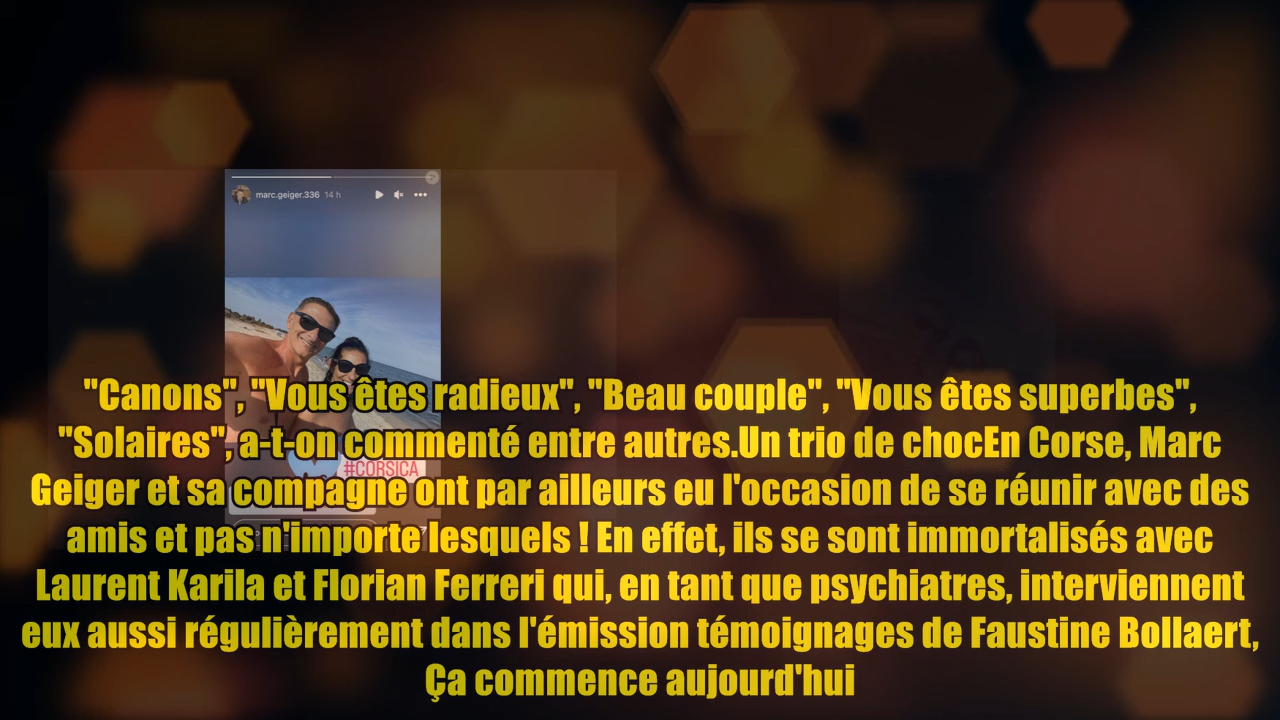 marc.geiger.336 14 h
"Canons", "Vous êtes radieux", "Beau couple", "Vous êtes superbes",
"Solaires", a-t-on commenté entre autres.Un trio de chocEn Corse, Marc
#CORSICA
Geiger et sa compagne ont par ailleurs eu l'occasion de se réunir avec des
amis et pas n'importe lesquels ! En effet, ils se sont immortalisés avec
Laurent Karila et Florian Ferreri qui, en tant que psychiatres, interviennent
eux aussi régulièrement dans l'émission témoignages de Faustine Bollaert,
Ça commence aujourd'hui